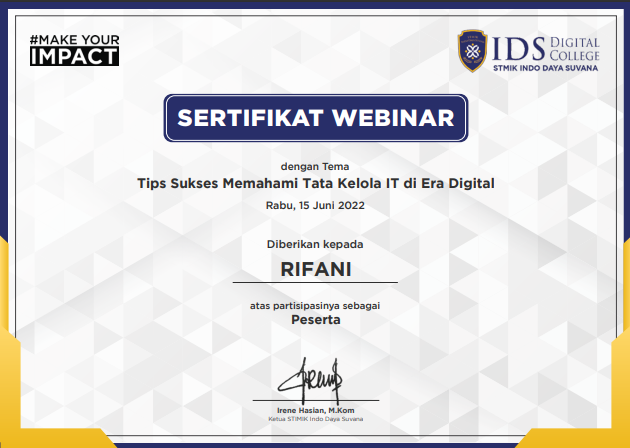 #MAKE YOUR
IMPACT
IDS DIGITAL COLLEGE
STMIK INDO DAYA SUVANA
SERTIFIKAT WEBINAR
dengan Tema
Tips Sukses Memahami Tata Kelola IT di Era Digital
Rabu, 15 Juni 2022
Diberikan kepada
RIFANI
atas partisipasinya sebagai
Peserta
Irene Hasian, M.Kom
Ketua STIMIK Indo Daya Suvana